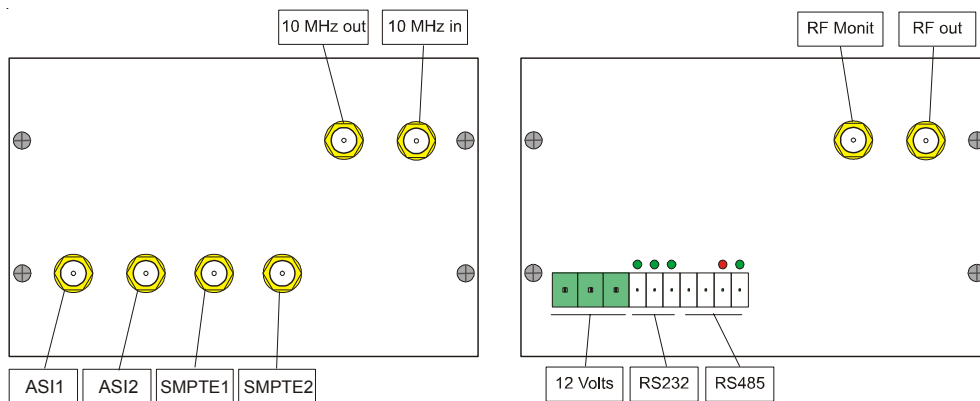 10 MHz out
10 MHz in
RF Monit
RF out
ASI1
ASI2
SMPTE1
SMPTE2
12 Volts
RS232
RS485